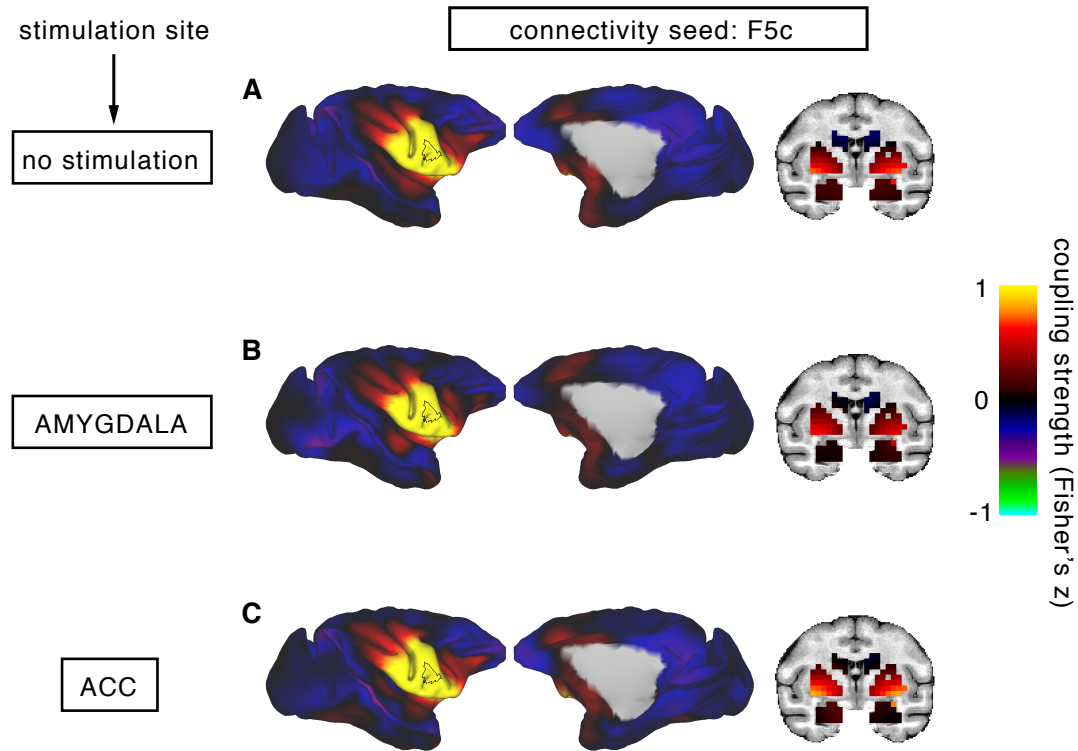 stimulation site
connectivity seed: F5c
A
no stimulation
B
AMYGDALA
C
ACC
1
0
-1
coupling strength (Fisher's z)